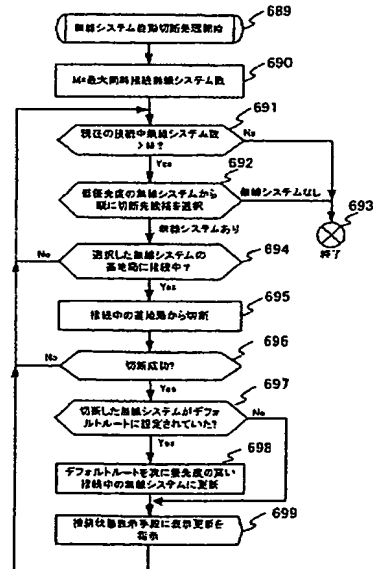 689
無線システム自動切断処理開始
690
M=最大同時接続無線システム数
691
現在の接続中無線システム数
>M?
No
Yes
692
低優先度の無線システムから
順に切断先候補を選択
無線システムなし
693
終了
無線システムあり
694
No
選択した無線システムの
基地局に接続中?
Yes
695
接続中の基地局から切断
696
No
切断成功?
Yes
697
切断した無線システムがデフォ
ルトルートに設定されていた?
No
Yes
698
デフォルトルートを次に優先度の高い
接続中の無線システムに更新
699
接続状態表示手段に表示更新を
指示